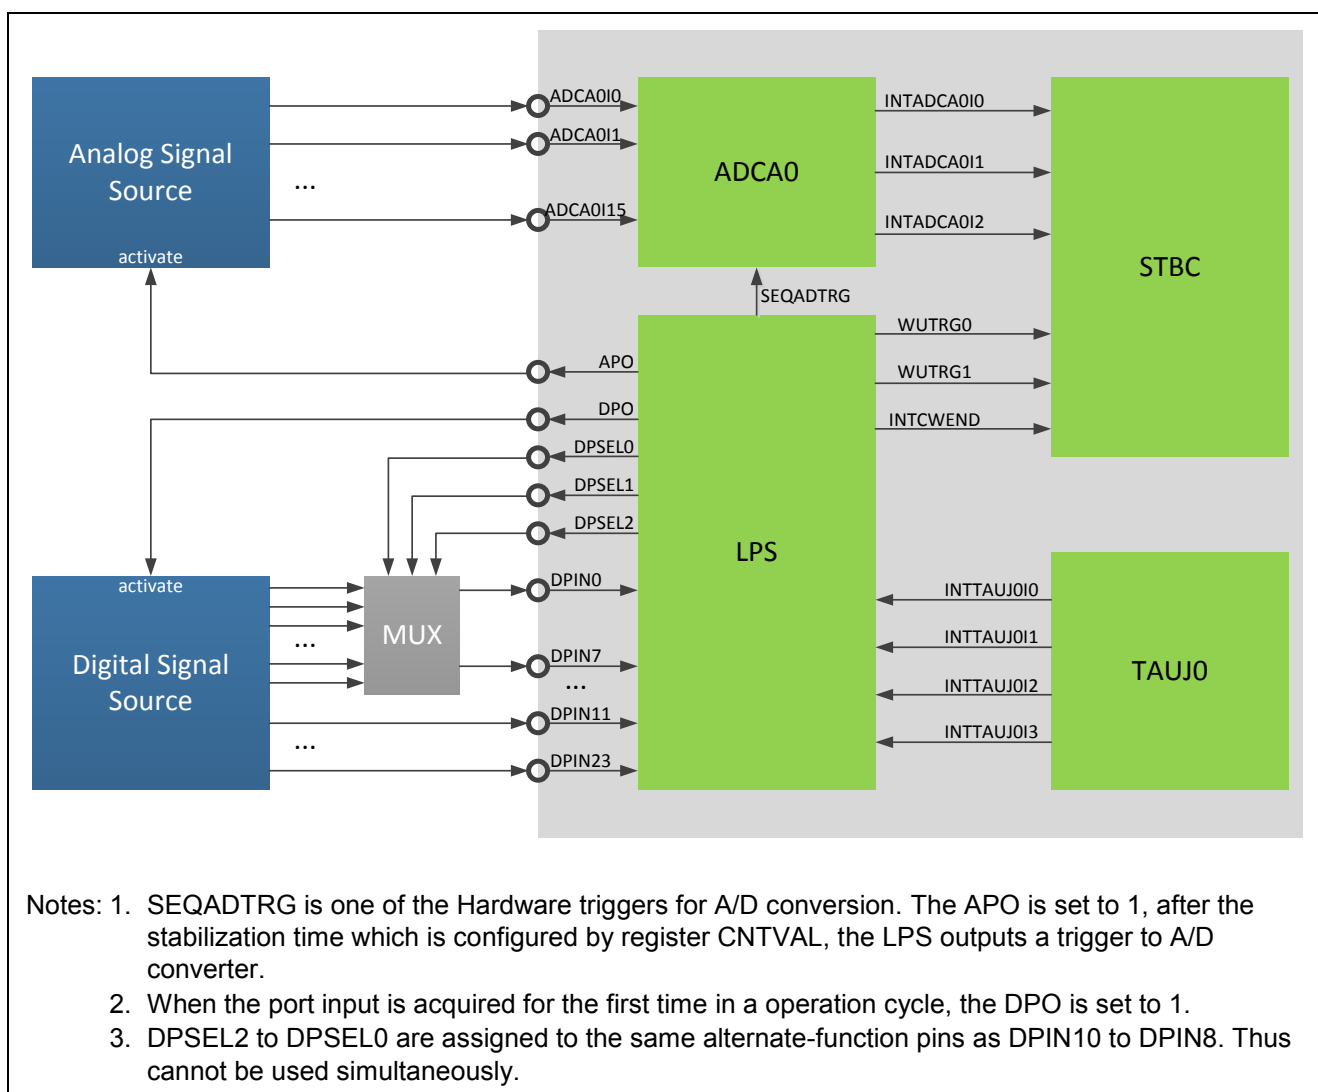 Analog Signal
Source
activate
...
ADCA0I0
ADCA0I1
ADCA0I15
ADCA0
INTADCA0I0
INTADCA0I1
INTADCA0I2
STBC
SEQADTRG
WUTRG0
WUTRG1
INTCWEND
APO
DPO
DPSEL0
DPSEL1
DPSEL2
LPS
activate
Digital Signal
Source
...
...
MUX
DPIN0
DPIN7
...
DPIN11
DPIN23
INTTAUJ0I0
INTTAUJ0I1
INTTAUJ0I2
INTTAUJ0I3
TAUJ0
Notes: 1. SEQADTRG is one of the Hardware triggers for A/D conversion. The APO is set to 1, after the
stabilization time which is configured by register CNTVAL, the LPS outputs a trigger to A/D
converter.
2. When the port input is acquired for the first time in a operation cycle, the DPO is set to 1.
3. DPSEL2 to DPSEL0 are assigned to the same alternate-function pins as DPIN10 to DPIN8. Thus
cannot be used simultaneously.